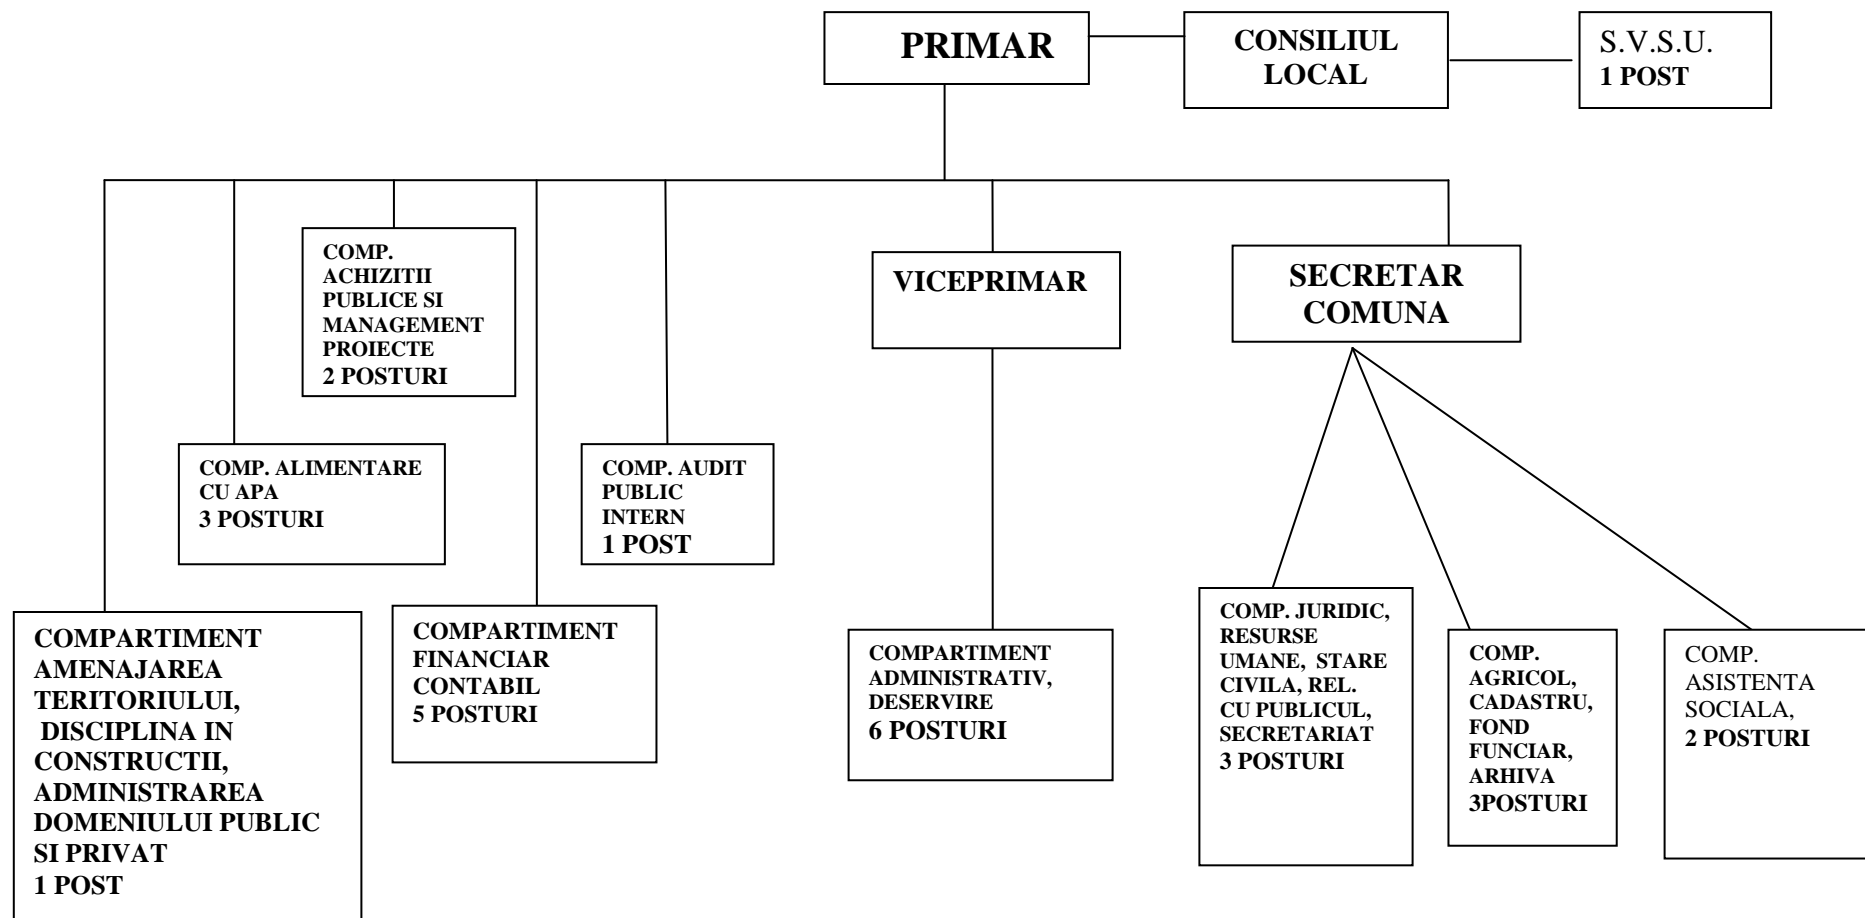 PRIMAR
CONSILIUL
LOCAL
S.V.S.U.
1 POST
COMP.
ACHIZITII
PUBLICE SI
MANAGEMENT
PROIECTE
2 POSTURI
VICEPRIMAR
SECRETAR
COMUNA
COMP. ALIMENTARE
CU APA
3 POSTURI
COMP. AUDIT
PUBLIC
INTERN
1 POST
COMPARTIMENT
AMENAJAREA
TERITORIULUI,
DISCIPLINA IN
CONSTRUCTII,
ADMINISTRAREA
DOMENIULUI PUBLIC
SI PRIVAT
1 POST
COMPARTIMENT
FINANCIAR
CONTABIL
5 POSTURI
COMPARTIMENT
ADMINISTRATIV,
DESERVIRE
6 POSTURI
COMP. JURIDIC,
RESURSE
UMANE, STARE
CIVILA, REL.
CU PUBLICUL,
SECRETARIAT
3 POSTURI
COMP.
AGRICOL,
CADASTRU,
FOND
FUNCIAR,
ARHIVA
3POSTURI
COMP.
ASISTENTA
SOCIALA,
2 POSTURI